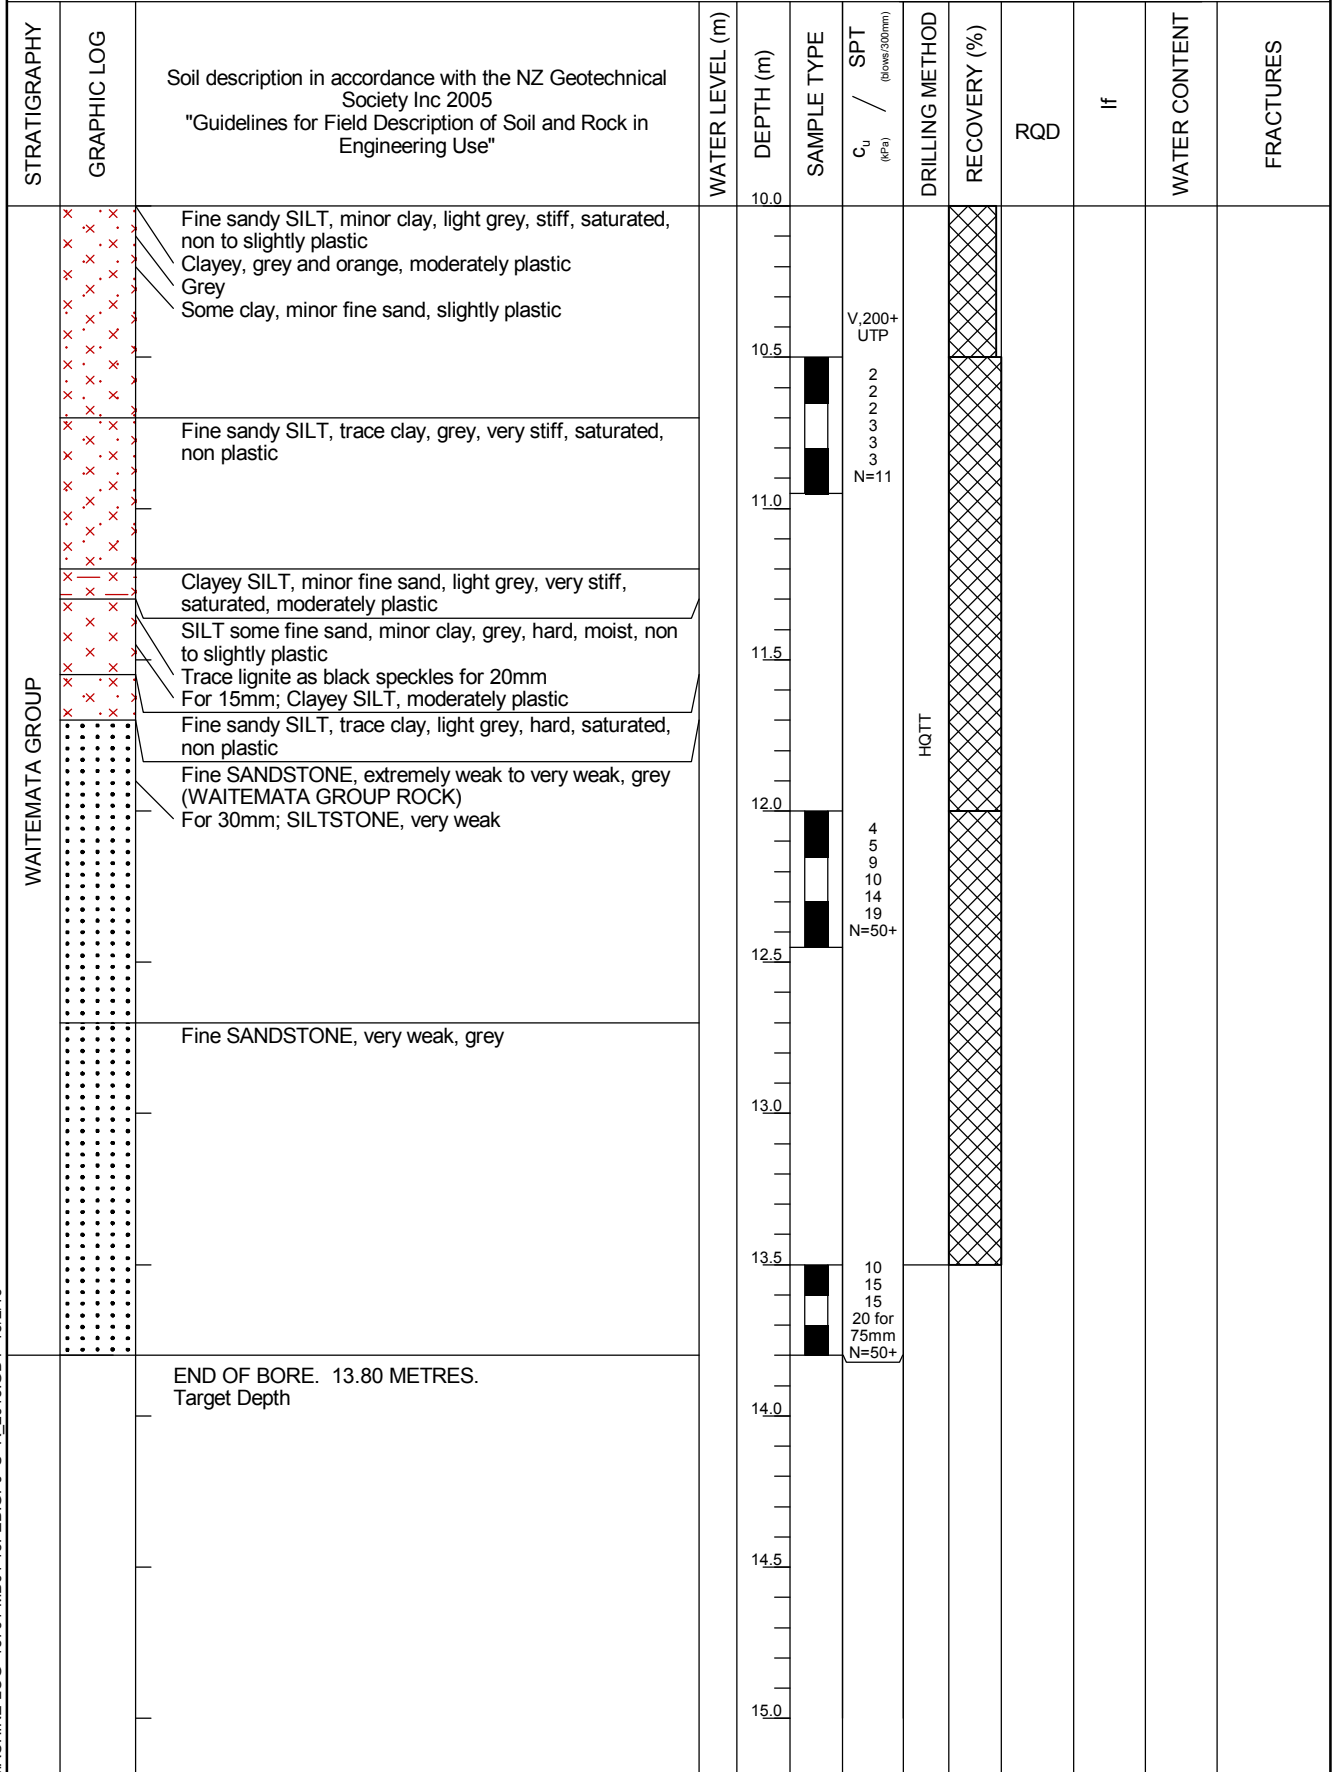 STRATIGRAPHY
GRAPHIC LOG
Soil description in accordance with the NZ Geotechnical
Society Inc 2005
"Guidelines for Field Description of Soil and Rock in
Engineering Use"
WATER LEVEL (m)
DEPTH (m)
SAMPLE TYPE
cu (kPa) / SPT (blows/300mm)
DRILLING METHOD
RECOVERY (%)
RQD
If
WATER CONTENT
FRACTURES
10.0
Fine sandy SILT, minor clay, light grey, stiff, saturated,
non to slightly plastic
Clayey, grey and orange, moderately plastic
Grey
Some clay, minor fine sand, slightly plastic
V,200+
UTP
10.5
2
2
2
3
3
3
N=11
Fine sandy SILT, trace clay, grey, very stiff, saturated,
non plastic
11.0
Clayey SILT, minor fine sand, light grey, very stiff,
saturated, moderately plastic
SILT some fine sand, minor clay, grey, hard, moist, non
to slightly plastic
11.5
Trace lignite as black speckles for 20mm
For 15mm; Clayey SILT, moderately plastic
Fine sandy SILT, trace clay, light grey, hard, saturated,
non plastic
WAITEMATA GROUP
HQTT
Fine SANDSTONE, extremely weak to very weak, grey
(WAITEMATA GROUP ROCK)
12.0
For 30mm; SILTSTONE, very weak
4
5
9
10
14
19
N=50+
12.5
Fine SANDSTONE, very weak, grey
13.0
13.5
10
15
15
20 for
75mm
N=50+
END OF BORE. 13.80 METRES.
Target Depth
14.0
14.5
15.0